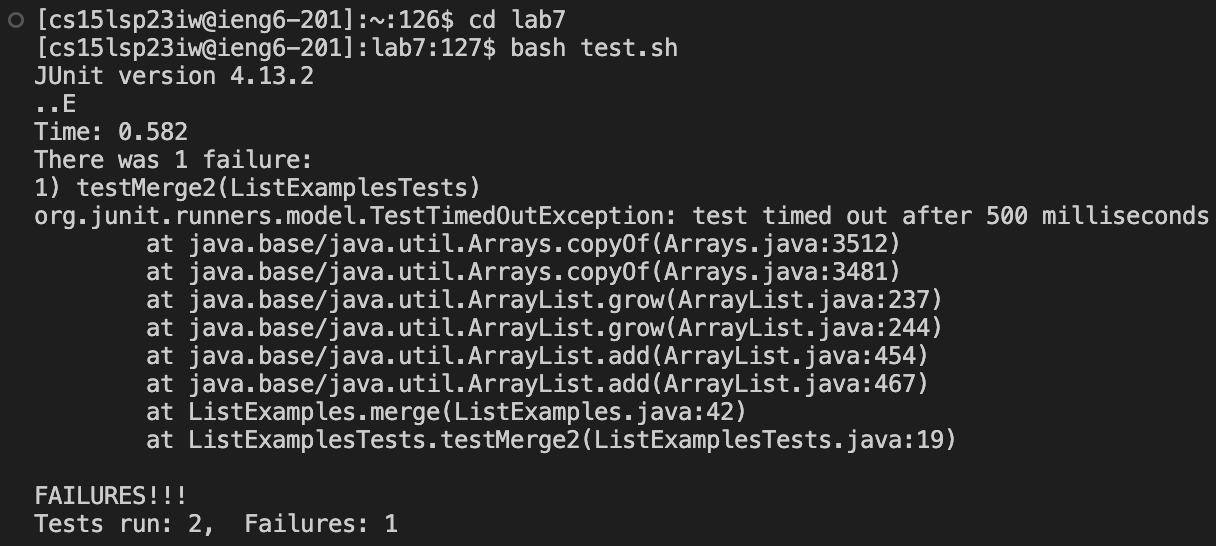 [cs15lsp23iw@ieng6-201]:~:126$ cd lab7
[cs15lsp23iw@ieng6-201]:lab7:127$ bash test.sh
JUnit version 4.13.2
..E
Time: 0.582
There was 1 failure:
1) testMerge2(ListExamplesTests)
org.junit.runners.model.TestTimedOutException: test timed out after 500 milliseconds
        at java.base/java.util.Arrays.copyOf(Arrays.java:3512)
        at java.base/java.util.Arrays.copyOf(Arrays.java:3481)
        at java.base/java.util.ArrayList.grow(ArrayList.java:237)
        at java.base/java.util.ArrayList.grow(ArrayList.java:244)
        at java.base/java.util.ArrayList.add(ArrayList.java:454)
        at java.base/java.util.ArrayList.add(ArrayList.java:467)
        at ListExamples.merge(ListExamples.java:42)
        at ListExamplesTests.testMerge2(ListExamplesTests.java:19)

FAILURES!!!
Tests run: 2,  Failures: 1